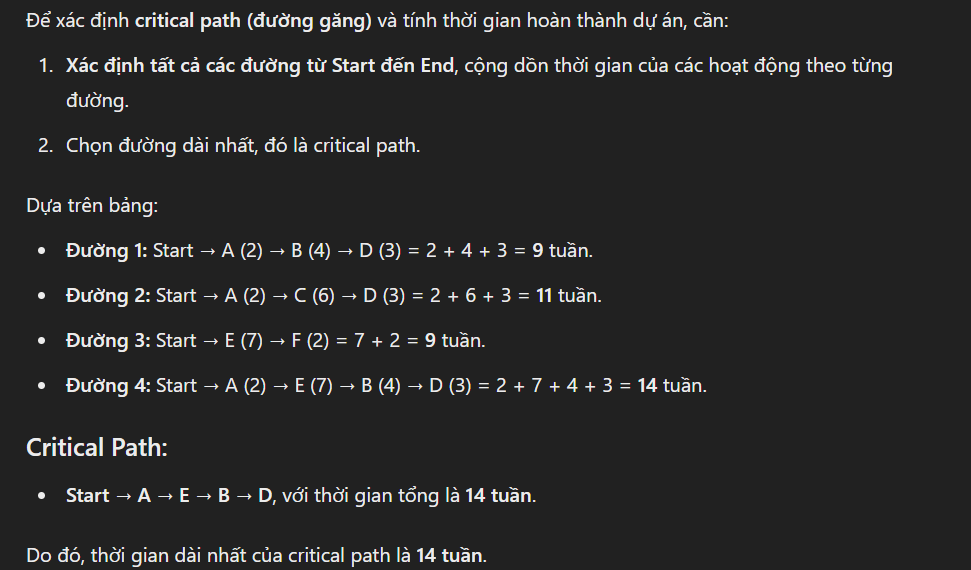 Để xác định critical path (đường găng) và tính thời gian hoàn thành dự án, cần:
1. Xác định tất cả các đường từ Start đến End, cộng dồn thời gian của các hoạt động theo từng
đường.
2. Chọn đường dài nhất, đó là critical path.
Dựa trên bảng:
• Đường 1: Start → A (2) → B (4) → D (3) = 2 + 4 + 3 = 9 tuần.
• Đường 2: Start → A (2) → C (6) → D (3) = 2 + 6 + 3 = 11 tuần.
• Đường 3: Start → E (7) → F (2) = 7 + 2 = 9 tuần.
• Đường 4: Start → A (2) → E (7) → B (4) → D (3) = 2 + 7 + 4 + 3 = 14 tuần.
Critical Path:
• Start → A → E → B → D, với thời gian tổng là 14 tuần.
Do đó, thời gian dài nhất của critical path là 14 tuần.